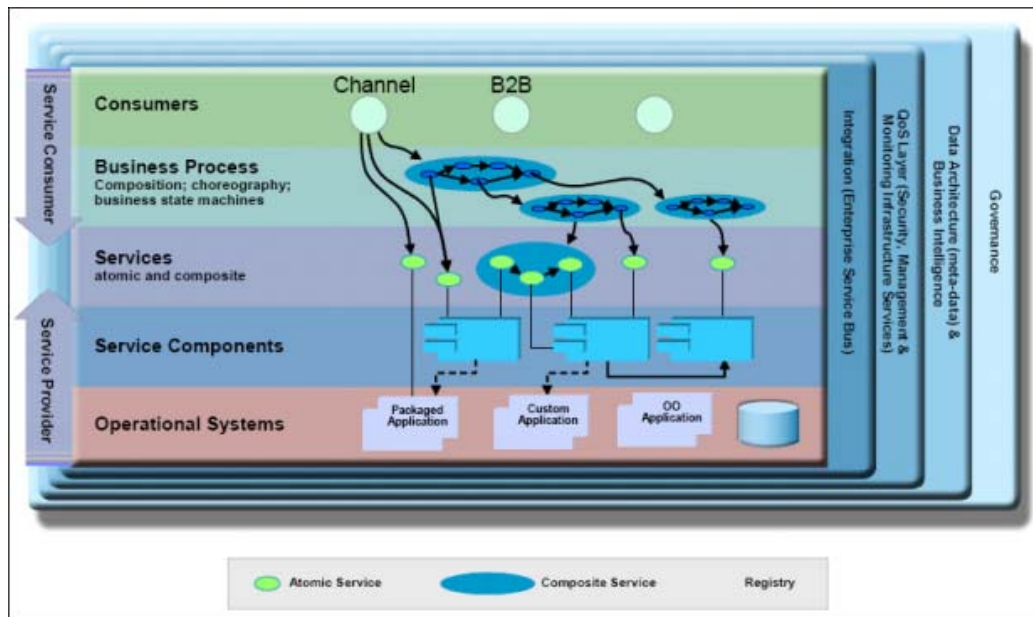 Channel
B2B
Consumers
Business Process
Composition; choreography;
business state machines
Services
atomic and composite
Service Components
Operational Systems
Packaged
Application
Custom
Application
OO
Application
Service Consumer
Service Provider
Integration (Enterprise Service Bus)
QoS Layer (Security, Management &
Monitoring Infrastructure Services)
Data Architecture (meta-data) &
Business Intelligence
Governance
Atomic Service
Composite Service
Registry